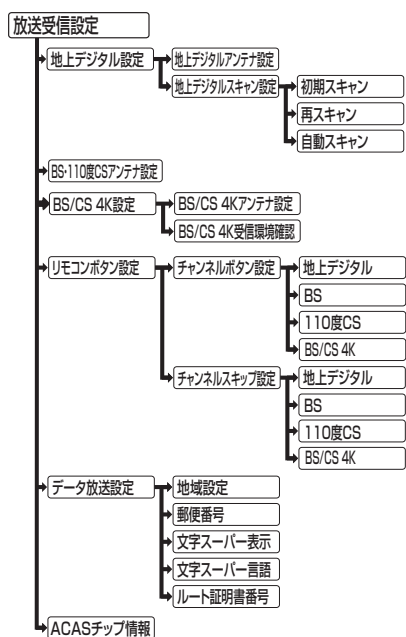 放送受信設定
地上デジタル設定
地上デジタルアンテナ設定
地上デジタルスキャン設定
初期スキャン
再スキャン
自動スキャン
BS・110度CSアンテナ設定
BS/CS 4K設定
BS/CS 4Kアンテナ設定
BS/CS 4K受信環境確認
リモコンボタン設定
チャンネルボタン設定
地上デジタル
BS
110度CS
BS/CS 4K
チャンネルスキップ設定
地上デジタル
BS
110度CS
BS/CS 4K
データ放送設定
地域設定
郵便番号
文字スーパー表示
文字スーパー言語
ルート証明書番号
ACASチップ情報